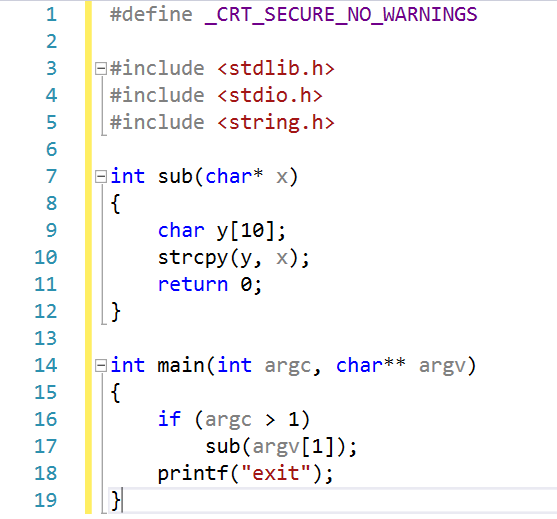 1 #define _CRT_SECURE_NO_WARNINGS
2
3 #include <stdlib.h>
4 #include <stdio.h>
5 #include <string.h>
6
7 int sub(char* x)
8 {
9     char y[10];
10     strcpy(y, x);
11     return 0;
12 }
13
14 int main(int argc, char** argv)
15 {
16     if (argc > 1)
17         sub(argv[1]);
18     printf("exit");
19 }